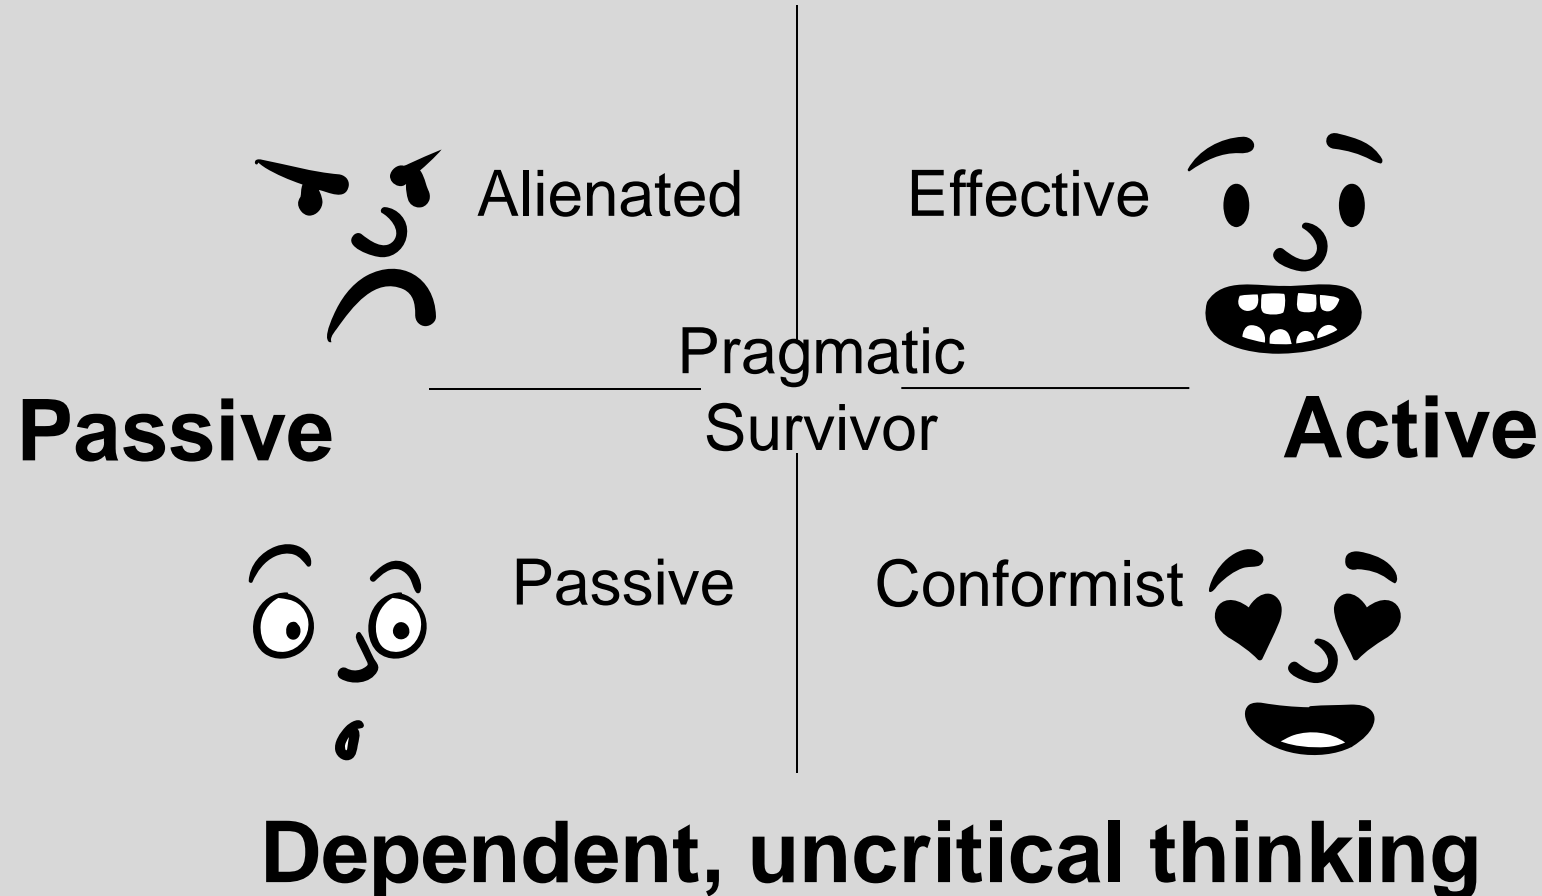 Alienated
Effective
Pragmatic
Survivor
Passive
Active
Passive
Conformist
Dependent, uncritical thinking